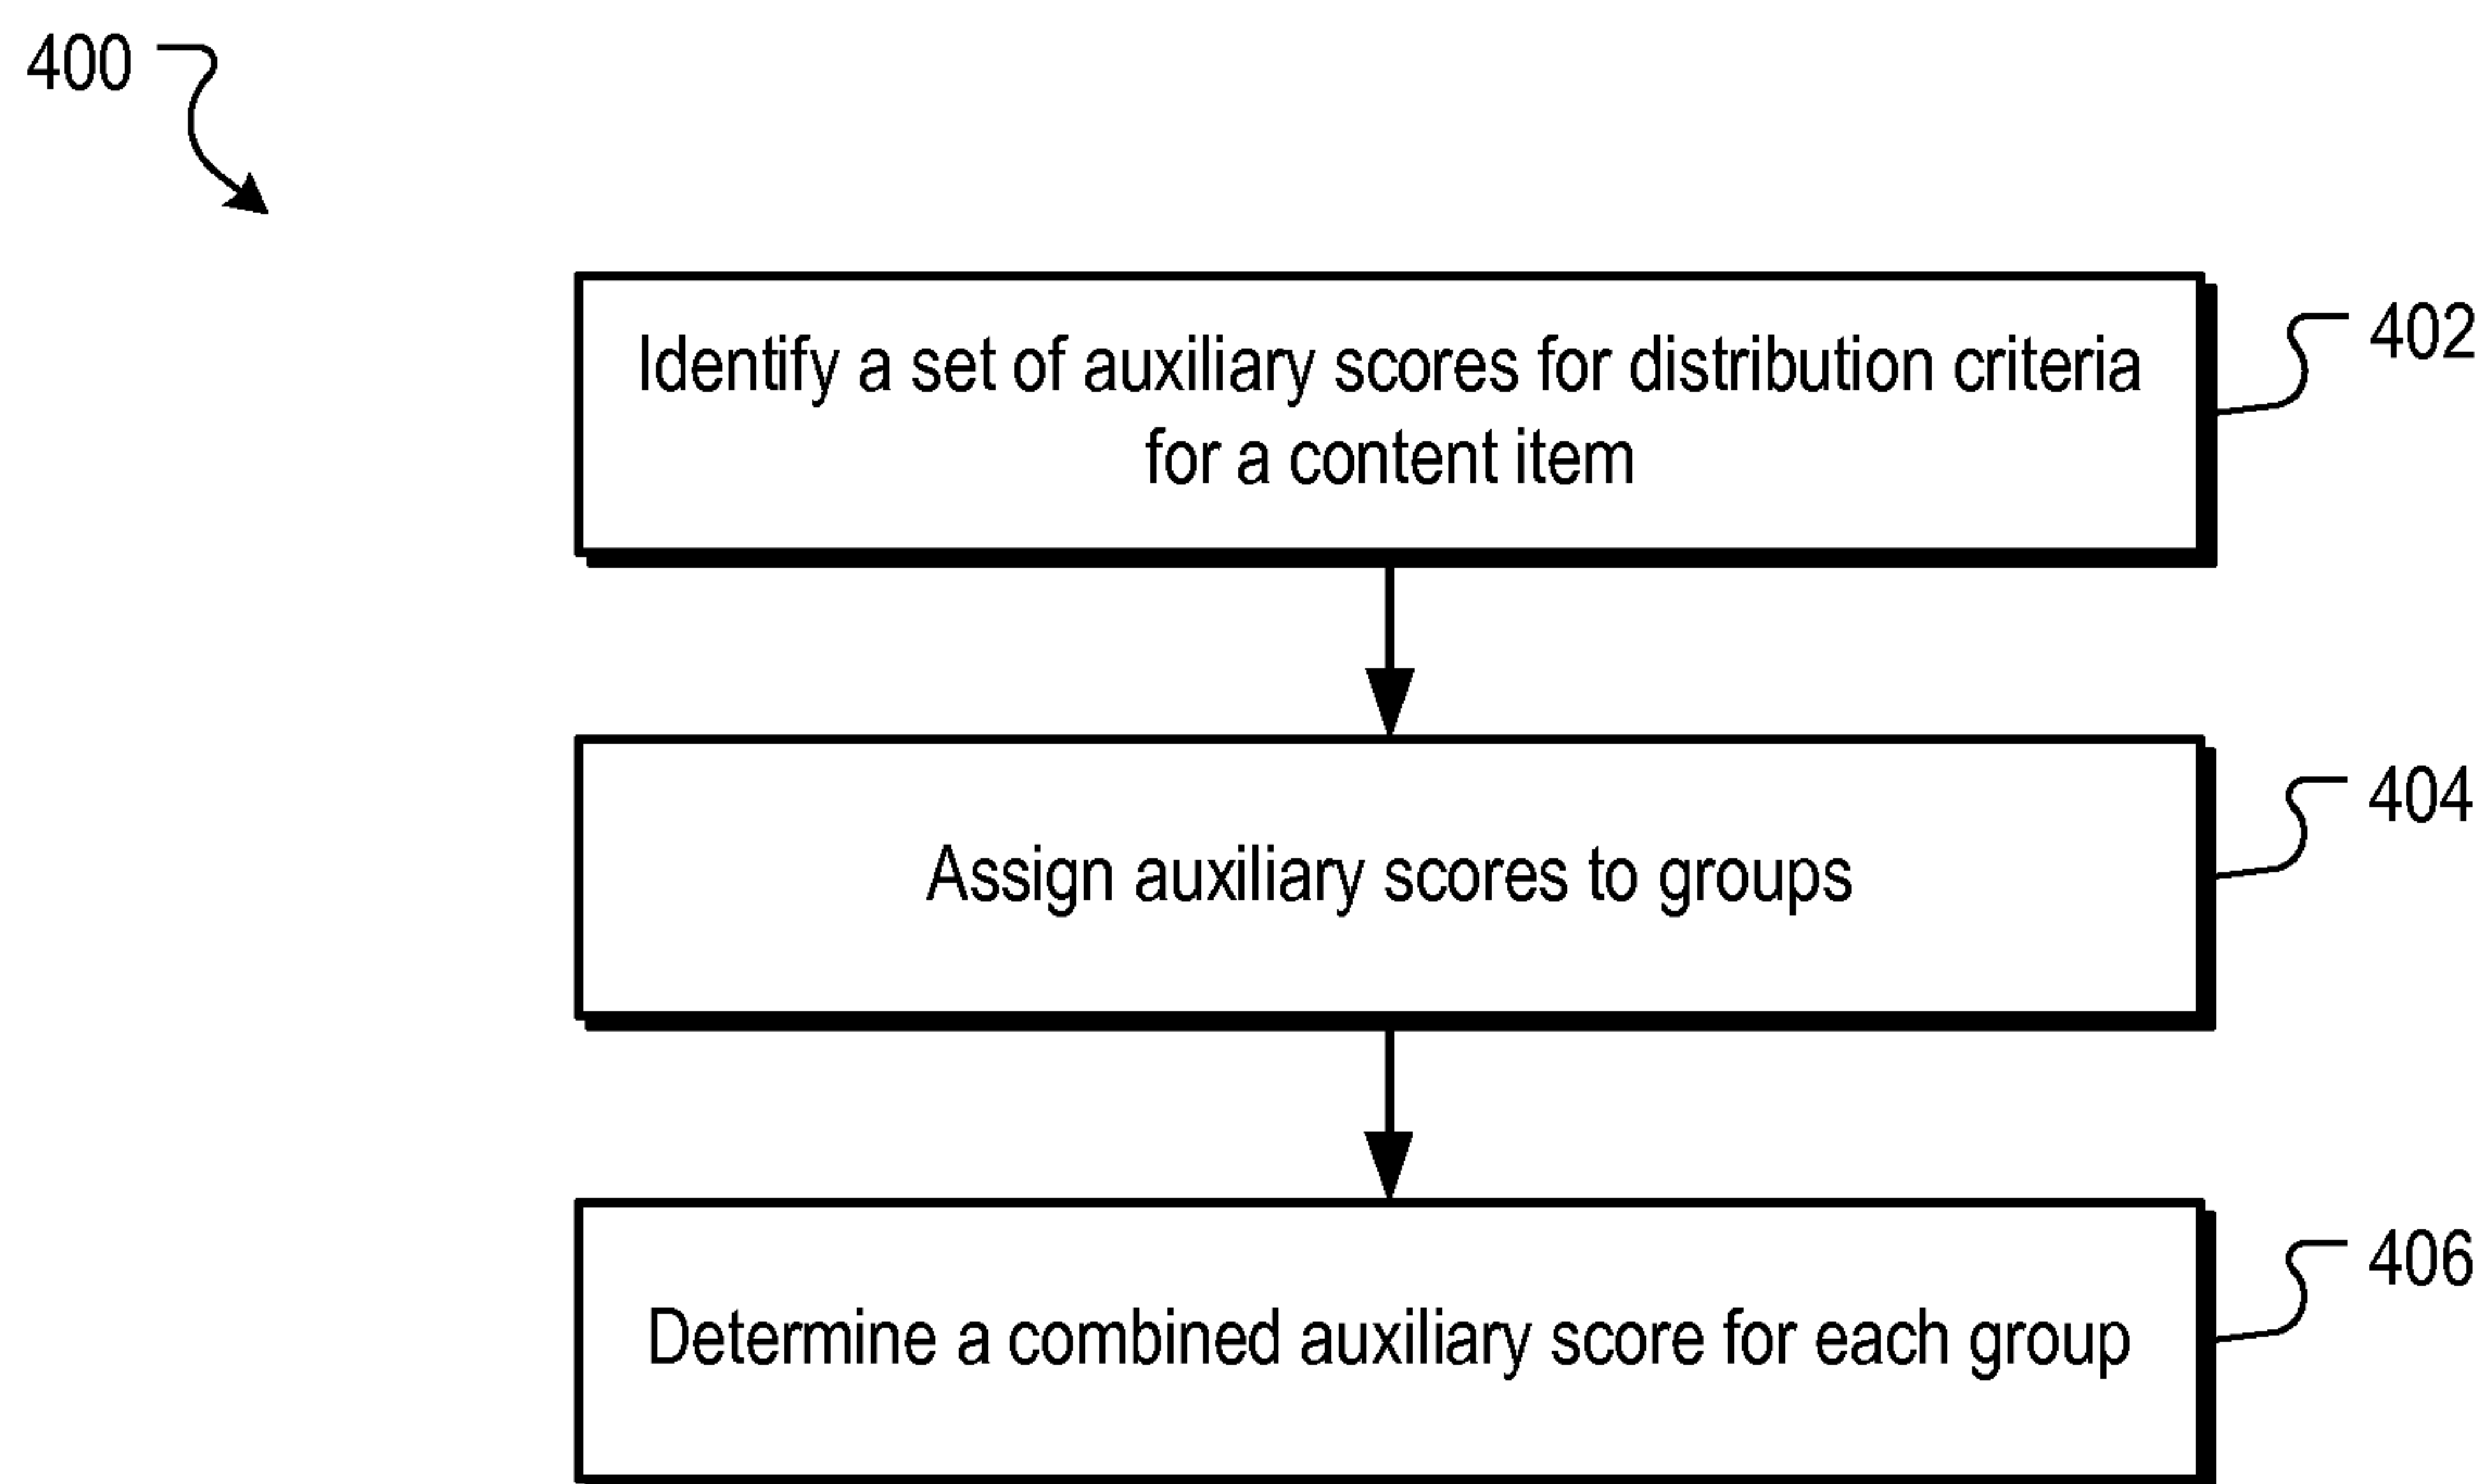 400
Identify a set of auxiliary scores for distribution criteria
for a content item
402
Assign auxiliary scores to groups
404
Determine a combined auxiliary score for each group
406